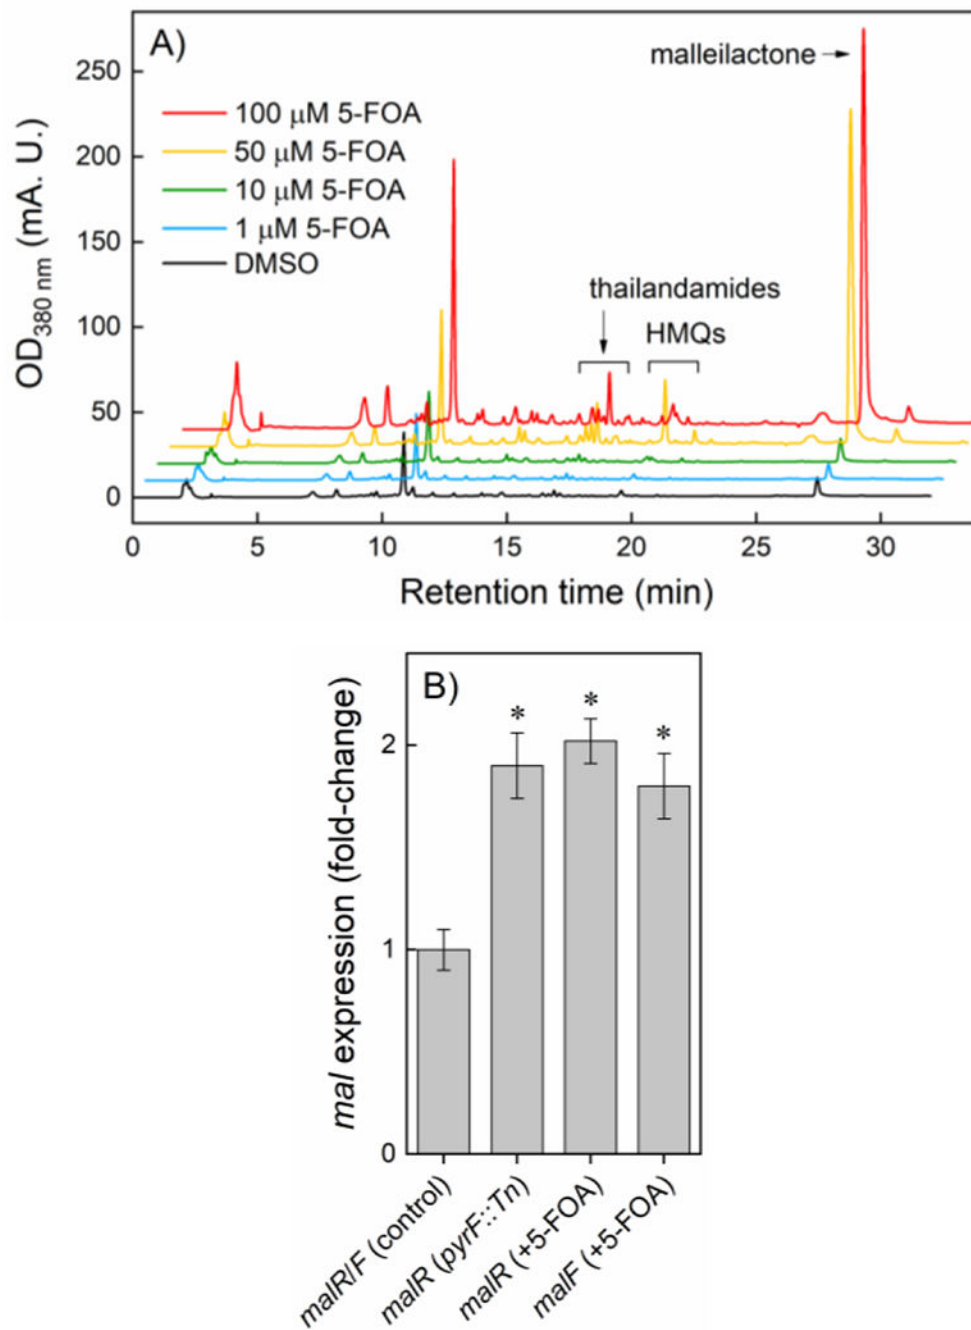 A)
malleilactone
100 μM 5-FOA
50 μM 5-FOA
10 μM 5-FOA
1 μM 5-FOA
DMSO
thailandamides
HMQs
OD380 nm (mA. U.)
250
200
150
100
50
0
0 5 10 15 20 25 30
Retention time (min)
B)
* * *
mal expression (fold-change)
2
1
0
malR/F (control)
malR (pyrF::Tn)
malR (+5-FOA)
malF (+5-FOA)